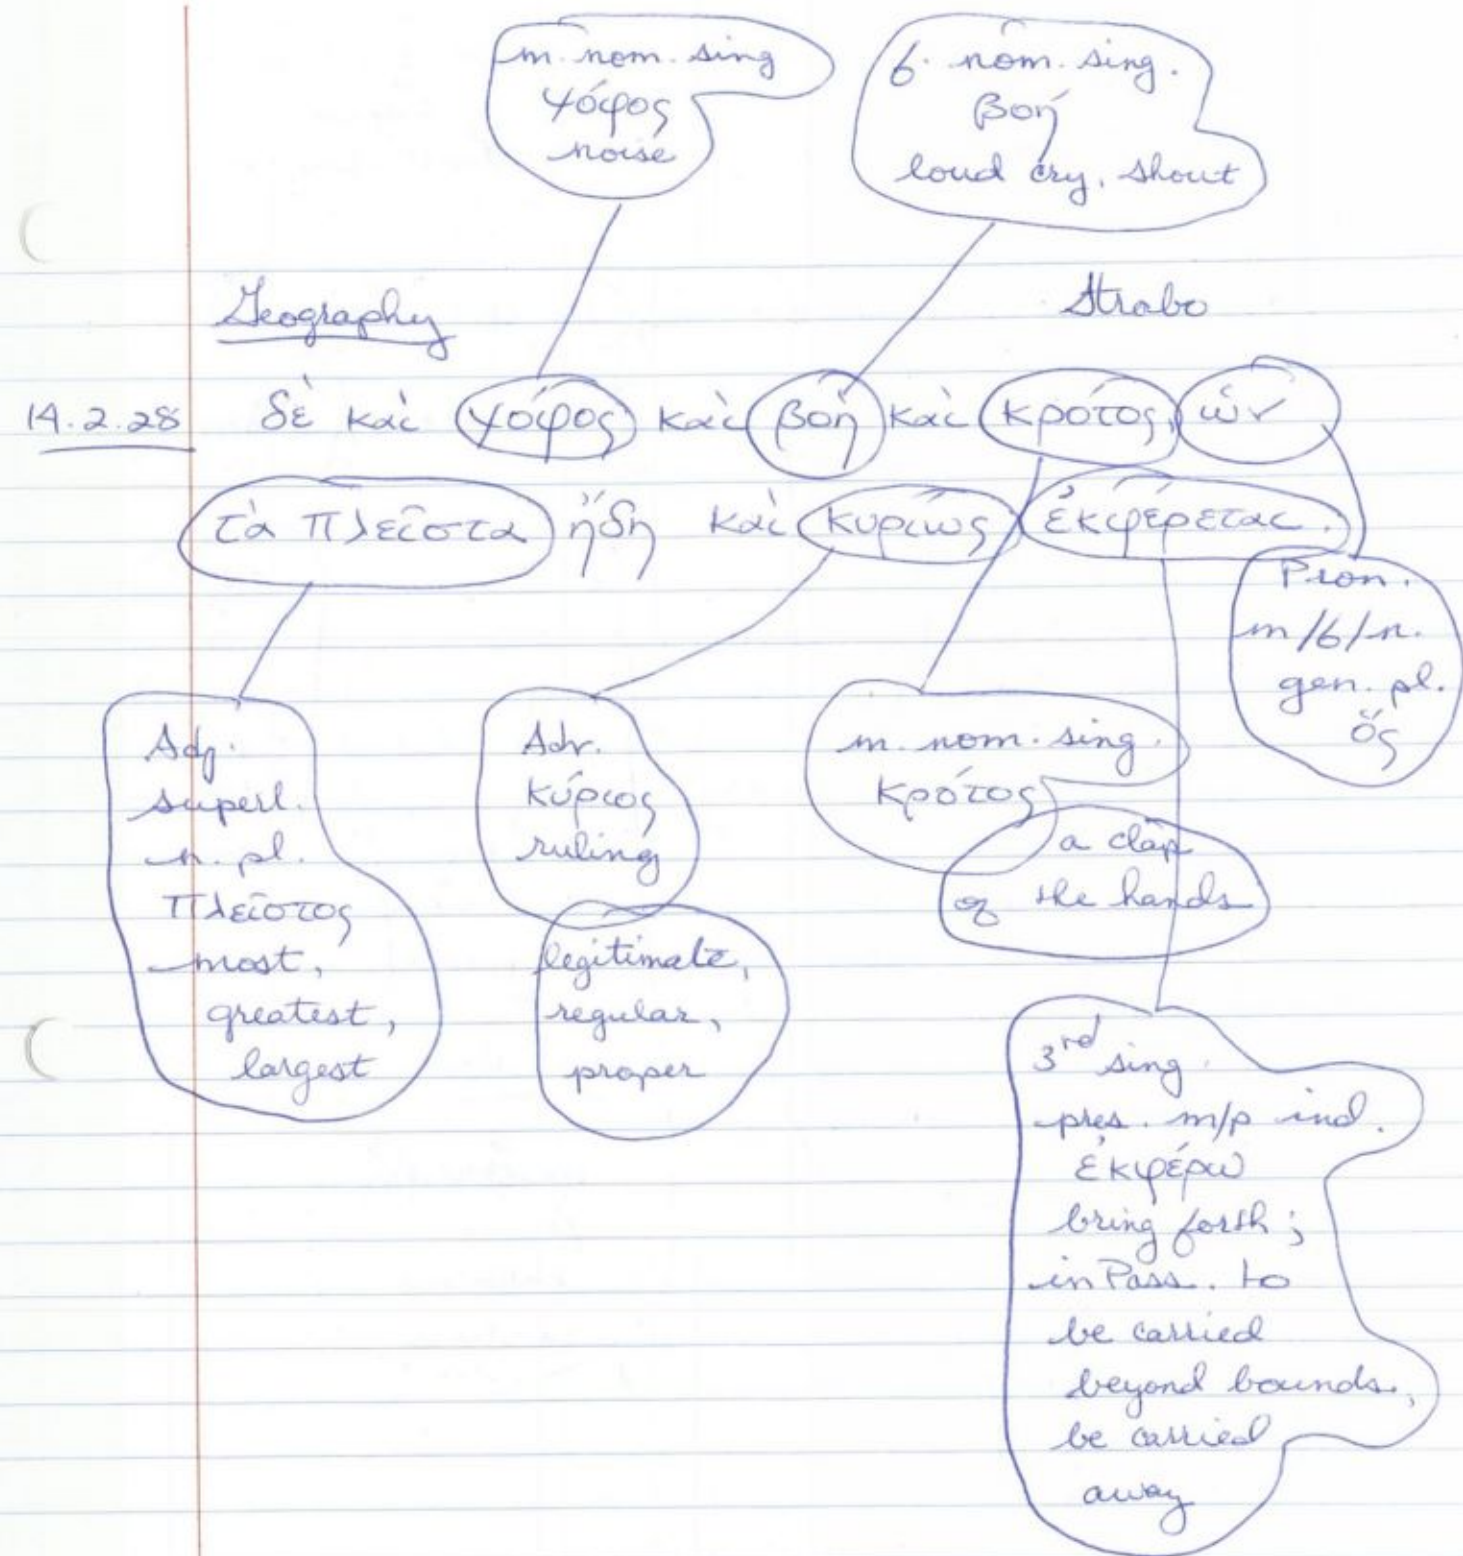 m. nom. sing
ψόφος
noise
f. nom. sing.
βοή
loud cry, shout
Geography
Strabo
14.2.28 δὲ καὶ ψόφος καὶ βοὴ καὶ κρότος, ὧν
τὰ πλεῖστα ἤδη καὶ κυρίως ἐκφέρεται.
Pron.
m/f/n.
gen. pl.
ὅς
Adj.
superl.
n. pl.
πλεῖστος
most,
greatest,
largest
Adv.
κύριος
ruling
legitimate,
regular,
proper
m. nom. sing.
κρότος
a clap
of the hands
3rd sing.
pres. m/p ind.
ἐκφέρω
bring forth;
in Pass. to
be carried
beyond bounds,
be carried
away